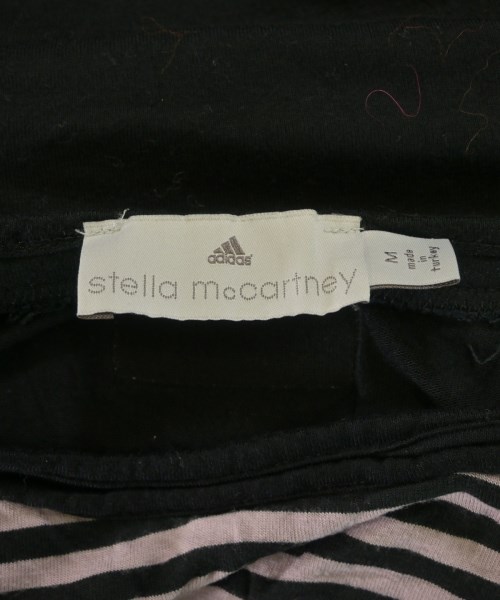 adidas
stella mccartney
M
made
in
turkey